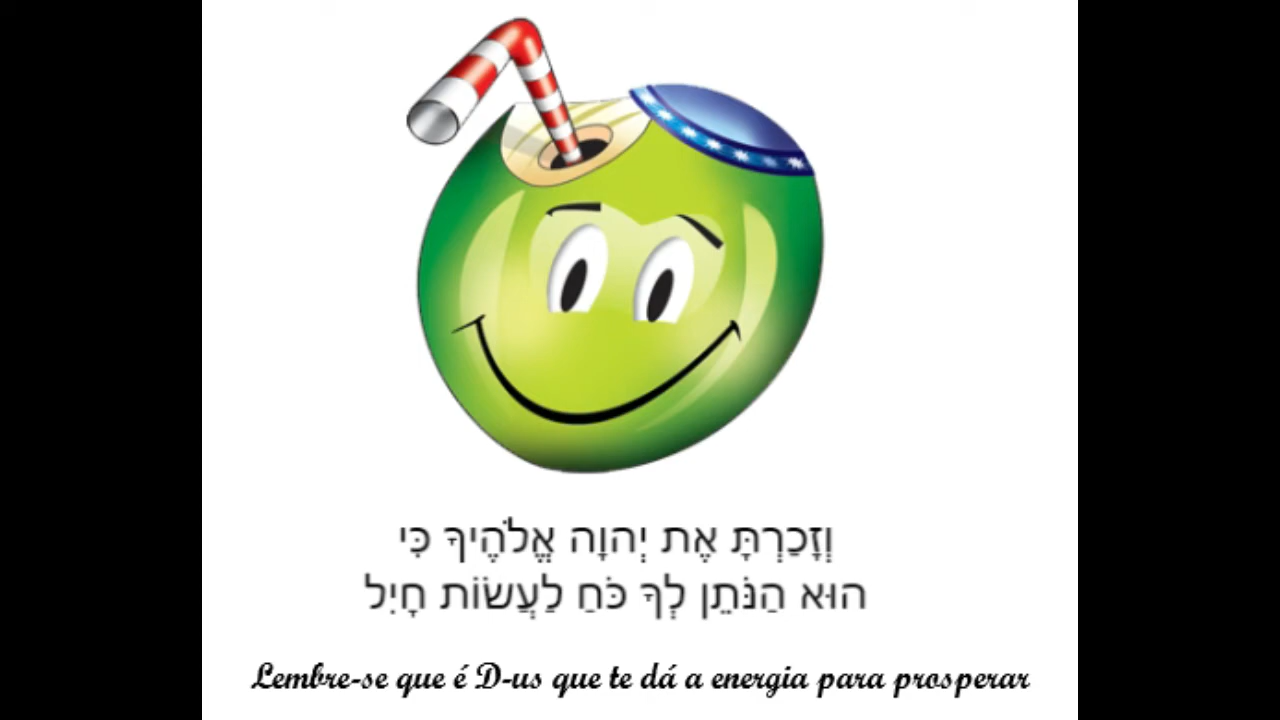 וְזָכַרְתָּ אֶת יְהוָה אֱלֹהֶיךָ כִּי
הוּא הַנֹּתֵן לְךָ כֹּחַ לַעֲשׂוֹת חָיִל
Lembre-se que é D-us que te dá a energia para prosperar